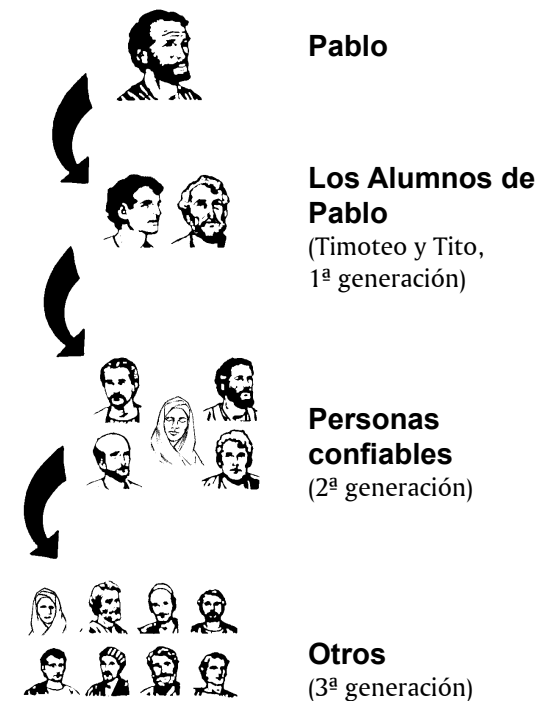 Pablo
Los Alumnos de
Pablo
(Timoteo y Tito,
1ª generación)
Personas
confiables
(2ª generación)
Otros
(3ª generación)